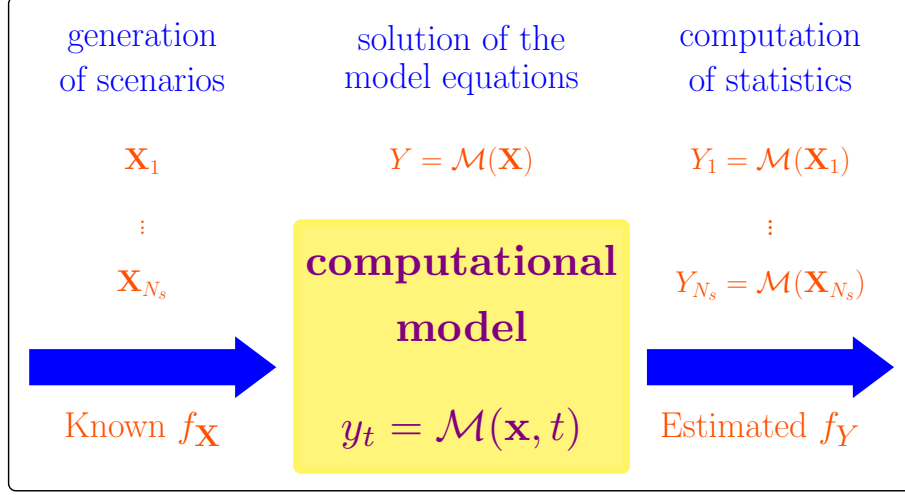 generation
of scenarios
X₁
⋮
X_{N_s}
Known f_X
solution of the
model equations
Y = ℳ(X)
computational
model
y_t = ℳ(x, t)
computation
of statistics
Y₁ = ℳ(X₁)
⋮
Y_{N_s} = ℳ(X_{N_s})
Estimated f_Y